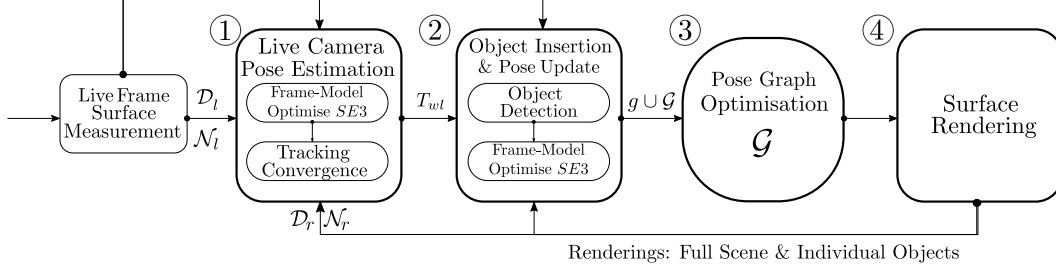 ①
Live Camera
Pose Estimation
Frame-Model
Optimise SE3
Tracking
Convergence
②
Object Insertion
& Pose Update
Object
Detection
Frame-Model
Optimise SE3
③
Pose Graph
Optimisation
𝒢
④
Surface
Rendering
Live Frame
Surface
Measurement
𝒟_l
𝒩_l
T_{wl}
g ∪ 𝒢
𝒟_r
𝒩_r
Renderings: Full Scene & Individual Objects